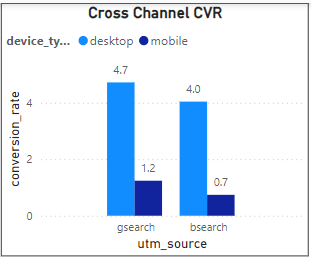 Cross Channel CVR
device_ty... desktop mobile
conversion_rate
4
2
0
4.7
1.2
4.0
0.7
gsearch bsearch
utm_source